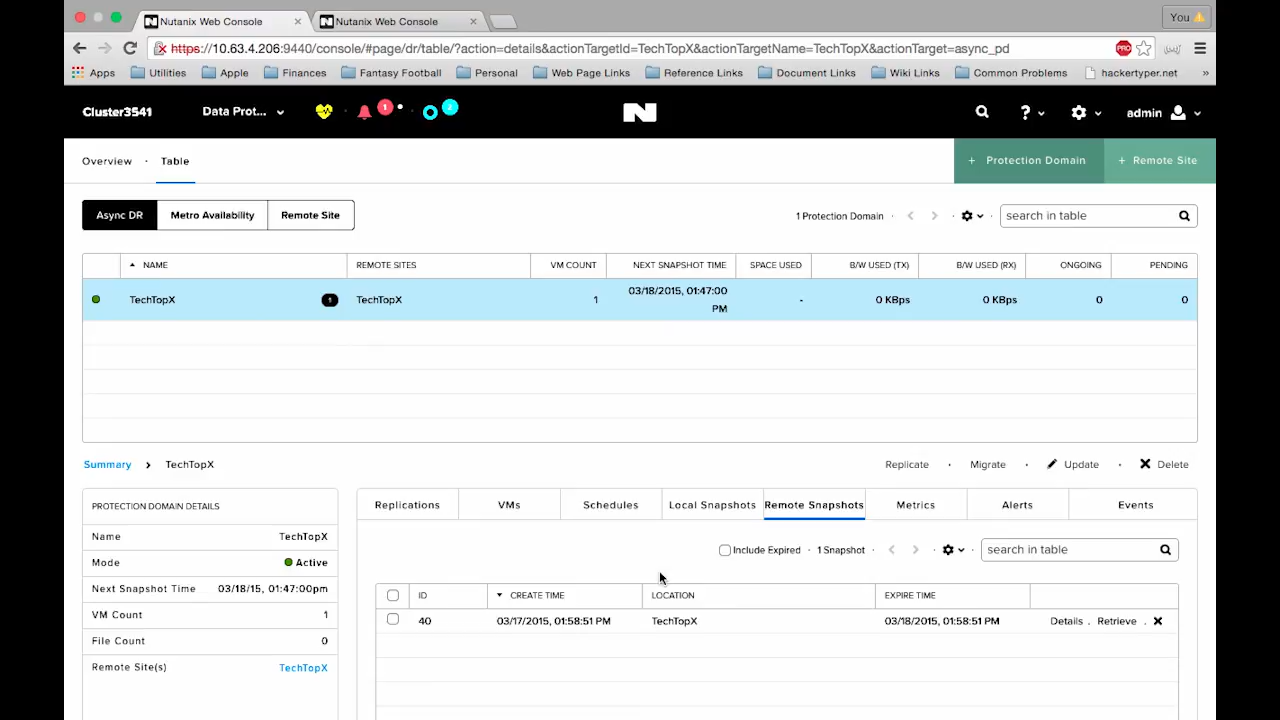 Nutanix Web Console
Nutanix Web Console
You
https://10.63.4.206:9440/console/#page/dr/table/?action=details&actionTargetId=TechTopX&actionTargetName=TechTopX&actionTarget=async_pd
PRO
Apps Utilities Apple Finances Fantasy Football Personal Web Page Links Reference Links Document Links Wiki Links Common Problems hackertyper.net »
Cluster3541 Data Prot... 1 2 N ? admin
Overview · Table + Protection Domain + Remote Site
Async DR Metro Availability Remote Site 1 Protection Domain · < > · search in table
NAME REMOTE SITES VM COUNT NEXT SNAPSHOT TIME SPACE USED B/W USED (TX) B/W USED (RX) ONGOING PENDING
TechTopX 1 TechTopX 1 03/18/2015, 01:47:00 PM - 0 KBps 0 KBps 0 0
Summary > TechTopX Replicate · Migrate · Update · Delete
PROTECTION DOMAIN DETAILS
Name TechTopX
Mode Active
Next Snapshot Time 03/18/15, 01:47:00pm
VM Count 1
File Count 0
Remote Site(s) TechTopX
Replications VMs Schedules Local Snapshots Remote Snapshots Metrics Alerts Events
Include Expired · 1 Snapshot · < > · search in table
ID CREATE TIME LOCATION EXPIRE TIME
40 03/17/2015, 01:58:51 PM TechTopX 03/18/2015, 01:58:51 PM Details . Retrieve .